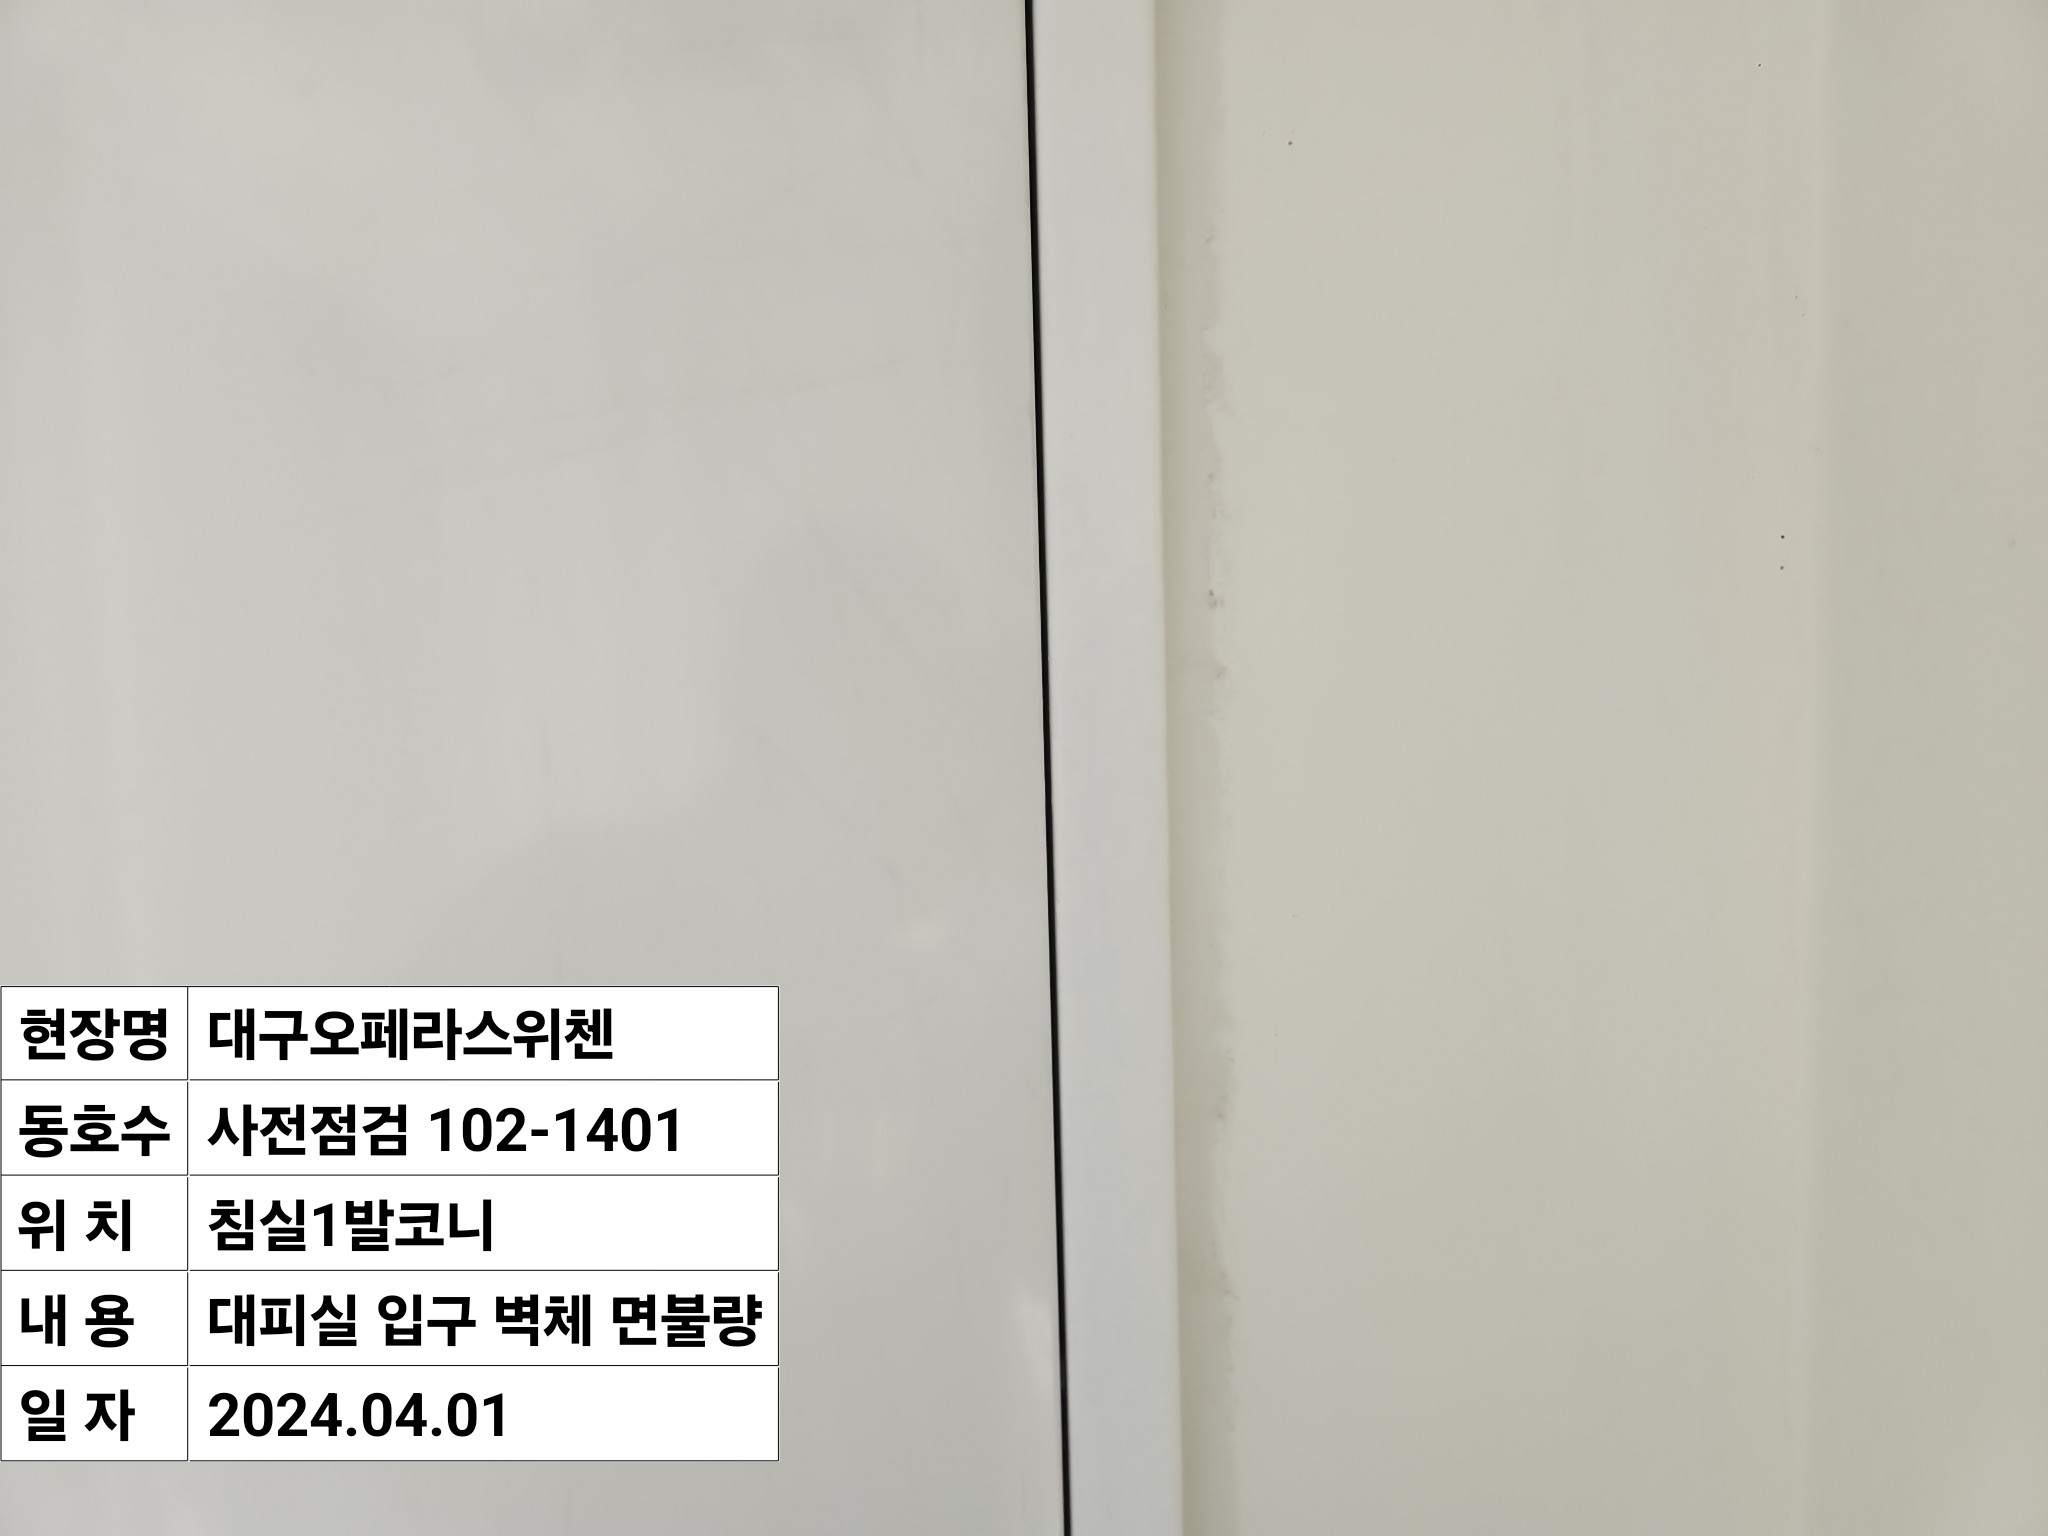 현장명 대구오페라스위첸
동호수 사전점검 102-1401
위 치 침실1발코니
내 용 대피실 입구 벽체 면불량
일 자 2024.04.01